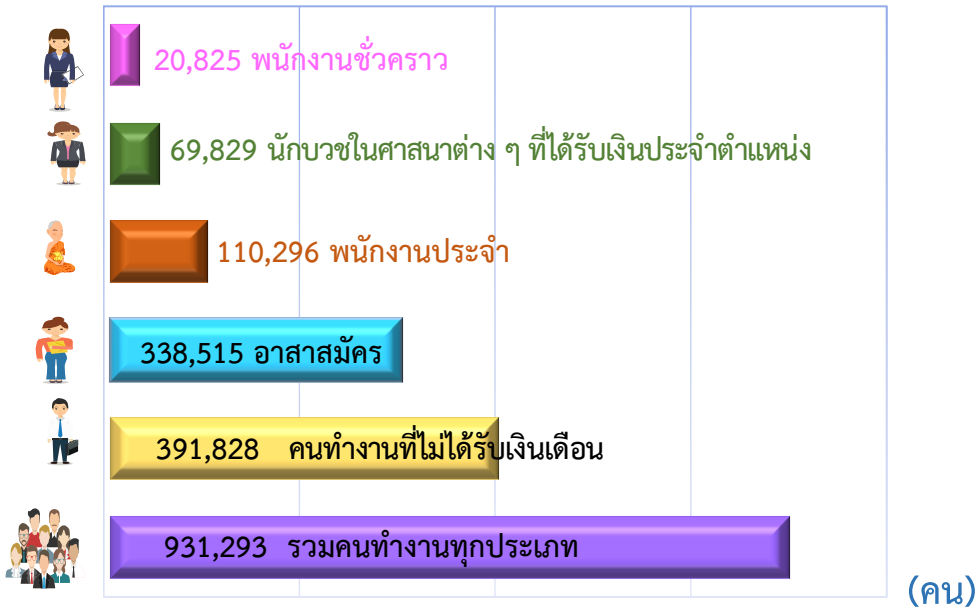 20,825 พนักงานชั่วคราว
69,829 นักบวชในศาสนาต่าง ๆ ที่ได้รับเงินประจำตำแหน่ง
110,296 พนักงานประจำ
338,515 อาสาสมัคร
391,828 คนทำงานที่ไม่ได้รับเงินเดือน
931,293 รวมคนทำงานทุกประเภท
(คน)